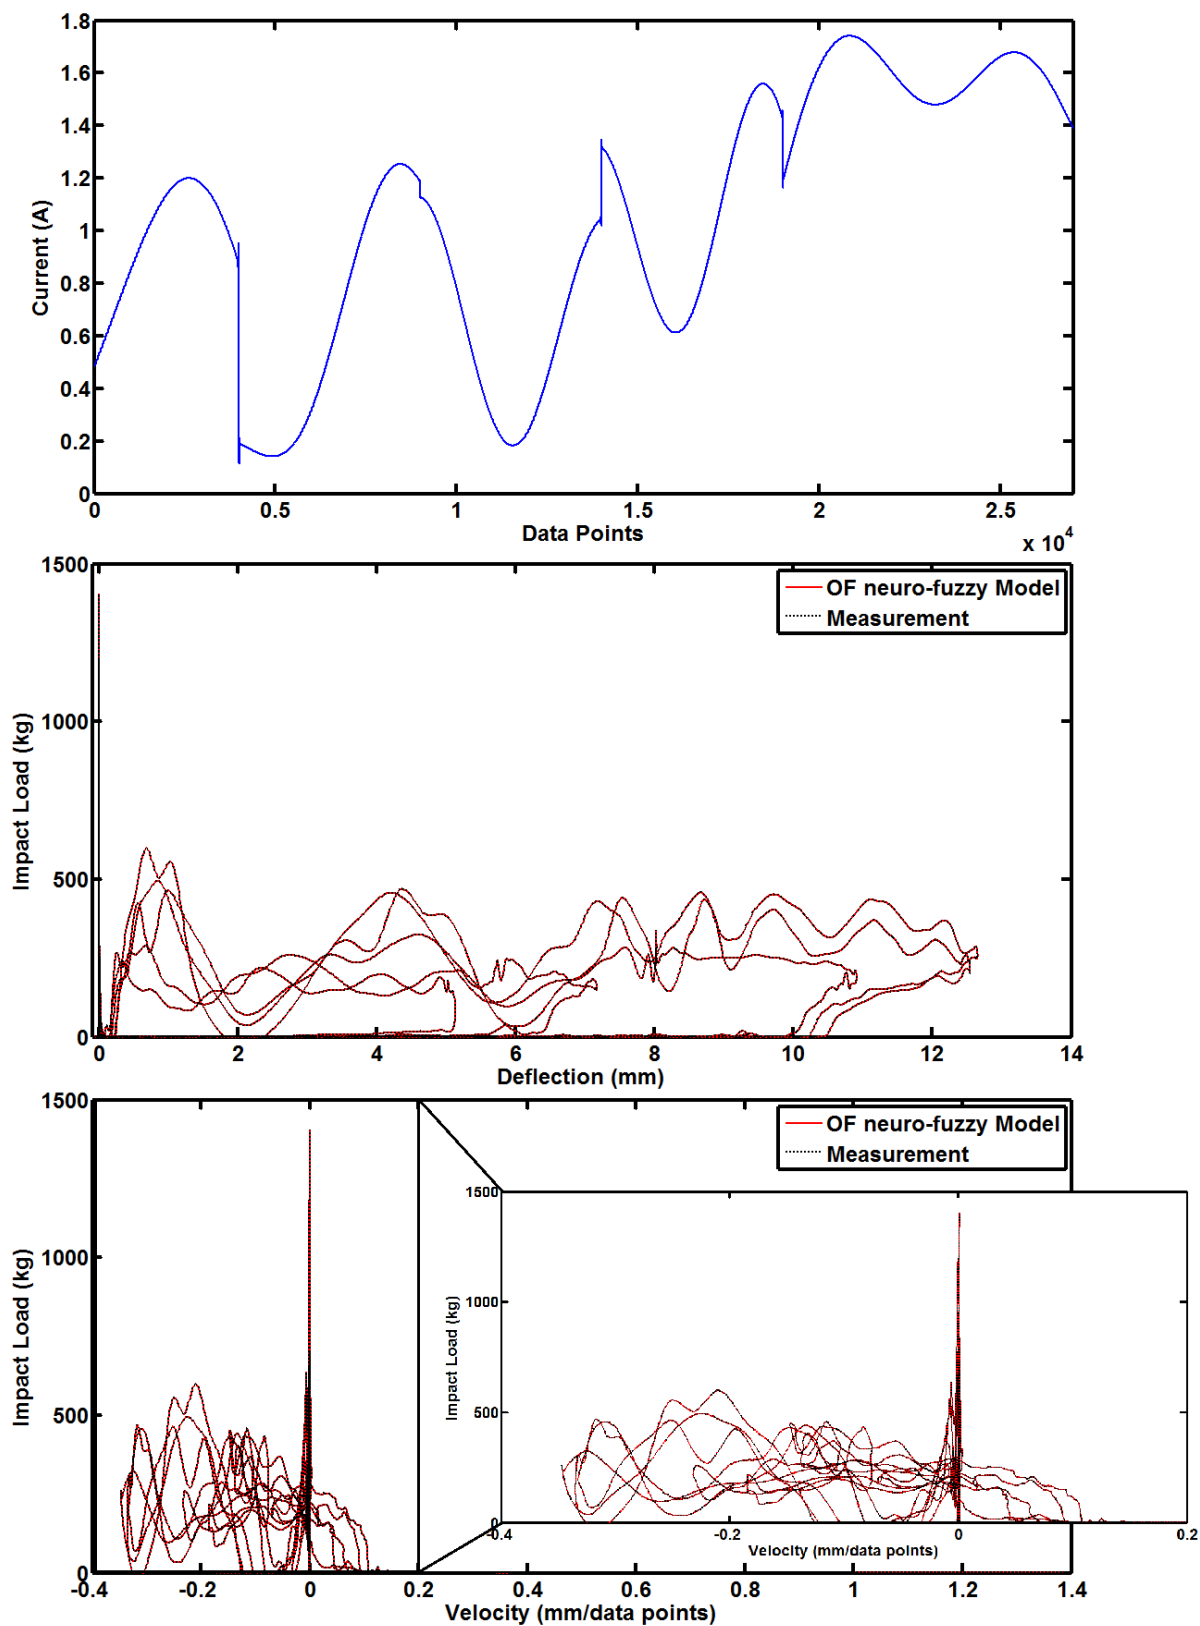 1.8
1.6
1.4
1.2
1
0.8
0.6
0.4
0.2
0
Current (A)
0 0.5 1 1.5 2 2.5
Data Points
x 10^4
1500
1000
500
0
Impact Load (kg)
OF neuro-fuzzy Model
Measurement
0 2 4 6 8 10 12 14
Deflection (mm)
1500
1000
500
0
Impact Load (kg)
OF neuro-fuzzy Model
Measurement
1500
1000
500
0
Impact Load (kg)
-0.4 -0.2 0 0.2
Velocity (mm/data points)
-0.4 -0.2 0 0.2 0.4 0.6 0.8 1 1.2 1.4
Velocity (mm/data points)